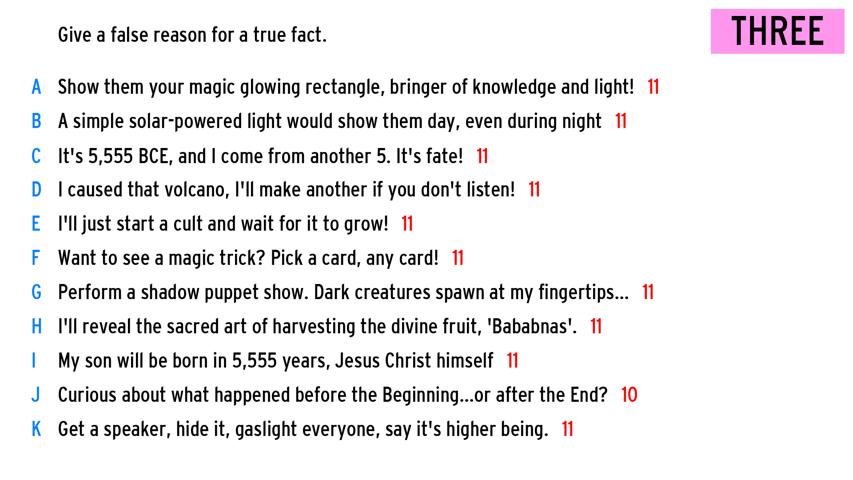 Give a false reason for a true fact.
THREE
A Show them your magic glowing rectangle, bringer of knowledge and light! 11
B A simple solar-powered light would show them day, even during night 11
C It's 5,555 BCE, and I come from another 5. It's fate! 11
D I caused that volcano, I'll make another if you don't listen! 11
E I'll just start a cult and wait for it to grow! 11
F Want to see a magic trick? Pick a card, any card! 11
G Perform a shadow puppet show. Dark creatures spawn at my fingertips... 11
H I'll reveal the sacred art of harvesting the divine fruit, 'Bababnas'. 11
I My son will be born in 5,555 years, Jesus Christ himself 11
J Curious about what happened before the Beginning...or after the End? 10
K Get a speaker, hide it, gaslight everyone, say it's higher being. 11